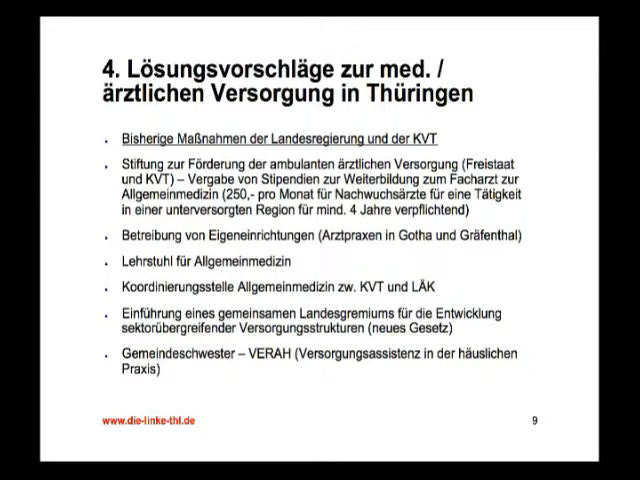 4. Lösungsvorschläge zur med. /
ärztlichen Versorgung in Thüringen
• Bisherige Maßnahmen der Landesregierung und der KVT
• Stiftung zur Förderung der ambulanten ärztlichen Versorgung (Freistaat
und KVT) – Vergabe von Stipendien zur Weiterbildung zum Facharzt zur
Allgemeinmedizin (250,- pro Monat für Nachwuchsärzte für eine Tätigkeit
in einer unterversorgten Region für mind. 4 Jahre verpflichtend)
• Betreibung von Eigeneinrichtungen (Arztpraxen in Gotha und Gräfenthal)
• Lehrstuhl für Allgemeinmedizin
• Koordinierungsstelle Allgemeinmedizin zw. KVT und LÄK
• Einführung eines gemeinsamen Landesgremiums für die Entwicklung
sektorübergreifender Versorgungsstrukturen (neues Gesetz)
• Gemeindeschwester – VERAH (Versorgungsassistenz in der häuslichen
Praxis)
www.die-linke-thl.de 9